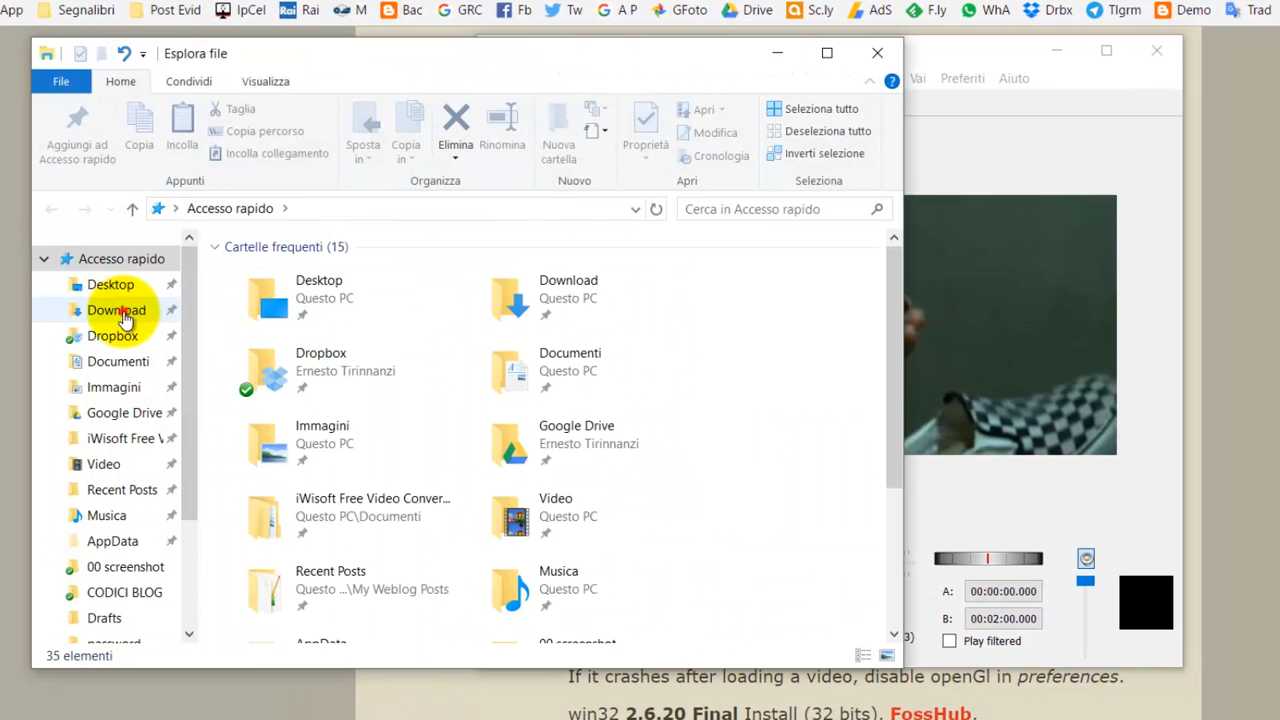 App Segnalibri Post Evid IpCel Rai M Bac GRC Fb Tw A P GFoto Drive Sc.ly AdS F.ly WhA Drbx Tlgrm Demo Trad
Esplora file
File Home Condividi Visualizza
Aggiungi ad Accesso rapido
Copia
Incolla
Taglia
Copia percorso
Incolla collegamento
Appunti
Sposta in
Copia in
Elimina
Rinomina
Organizza
Nuova cartella
Nuovo
Proprietà
Apri
Modifica
Cronologia
Apri
Seleziona tutto
Deseleziona tutto
Inverti selezione
Seleziona
Accesso rapido
Cerca in Accesso rapido
Accesso rapido
Desktop
Download
Dropbox
Documenti
Immagini
Google Drive
iWisoft Free V
Video
Recent Posts
Musica
AppData
00 screenshot
CODICI BLOG
Drafts
password
Cartelle frequenti (15)
Desktop
Questo PC
Download
Questo PC
Dropbox
Ernesto Tirinnanzi
Documenti
Questo PC
Immagini
Questo PC
Google Drive
Ernesto Tirinnanzi
iWisoft Free Video Conver...
Questo PC\Documenti
Video
Questo PC
Recent Posts
Questo ...\My Weblog Posts
Musica
Questo PC
AppData
00 screenshot
35 elementi
Vai Preferiti Aiuto
A: 00:00:00.000
B: 00:02:00.000
3)
Play filtered
If it crashes after loading a video, disable openGl in preferences.
win32 2.6.20 Final Install (32 bits), FossHub,